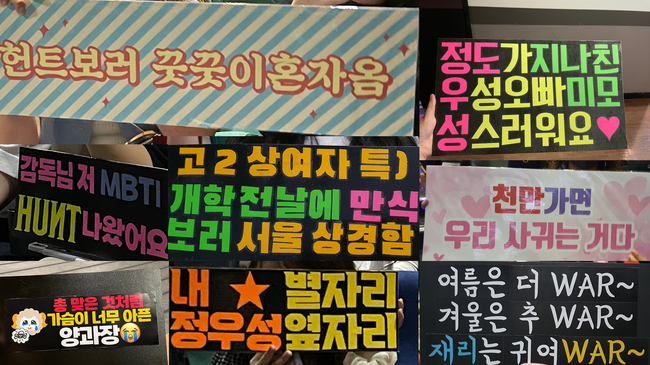 헌트보러 꿋꿋이혼자옴
정도가지나친
우성오빠미모
성스러워요♥
감독님 저 MBTI
HUNT 나왔어요
고2 상여자 특)
개학전날에 만식
보러 서울 상경함
천만가면
우리 사귀는 거다
총 맞은 것처럼
가슴이 너무 아픈
양과장😭
내 ★ 별자리
정우성옆자리
여름은 더 WAR~
겨울은 추 WAR~
재리는 귀여WAR~